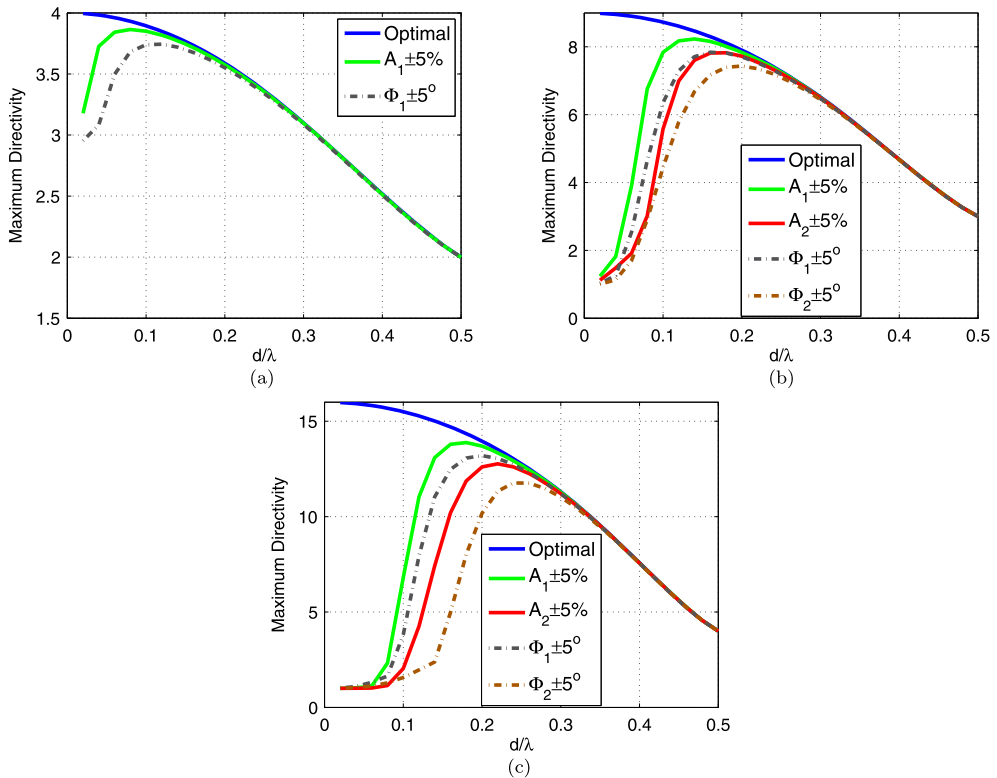 4
3.5
3
2.5
2
1.5
Maximum Directivity
0
0.1
0.2
0.3
0.4
0.5
d/λ
Optimal
A₁±5%
Φ₁±5°
(a)
8
6
4
2
0
Maximum Directivity
0
0.1
0.2
0.3
0.4
0.5
d/λ
Optimal
A₁±5%
A₂±5%
Φ₁±5°
Φ₂±5°
(b)
15
10
5
0
Maximum Directivity
0
0.1
0.2
0.3
0.4
0.5
d/λ
Optimal
A₁±5%
A₂±5%
Φ₁±5°
Φ₂±5°
(c)